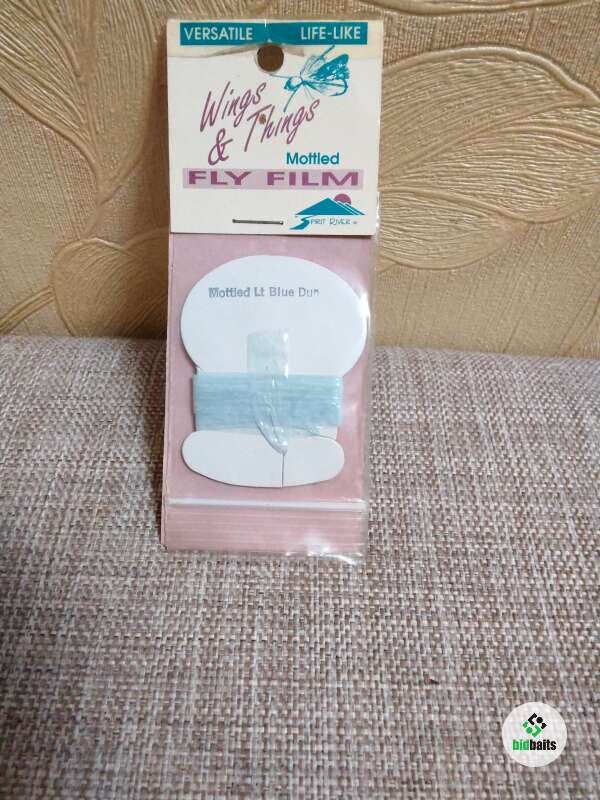 VERSATILE LIFE-LIKE
Wings
& Things
Mottled
FLY FILM
SPIRIT RIVER
Mottled Lt Blue Dun
bidbaits